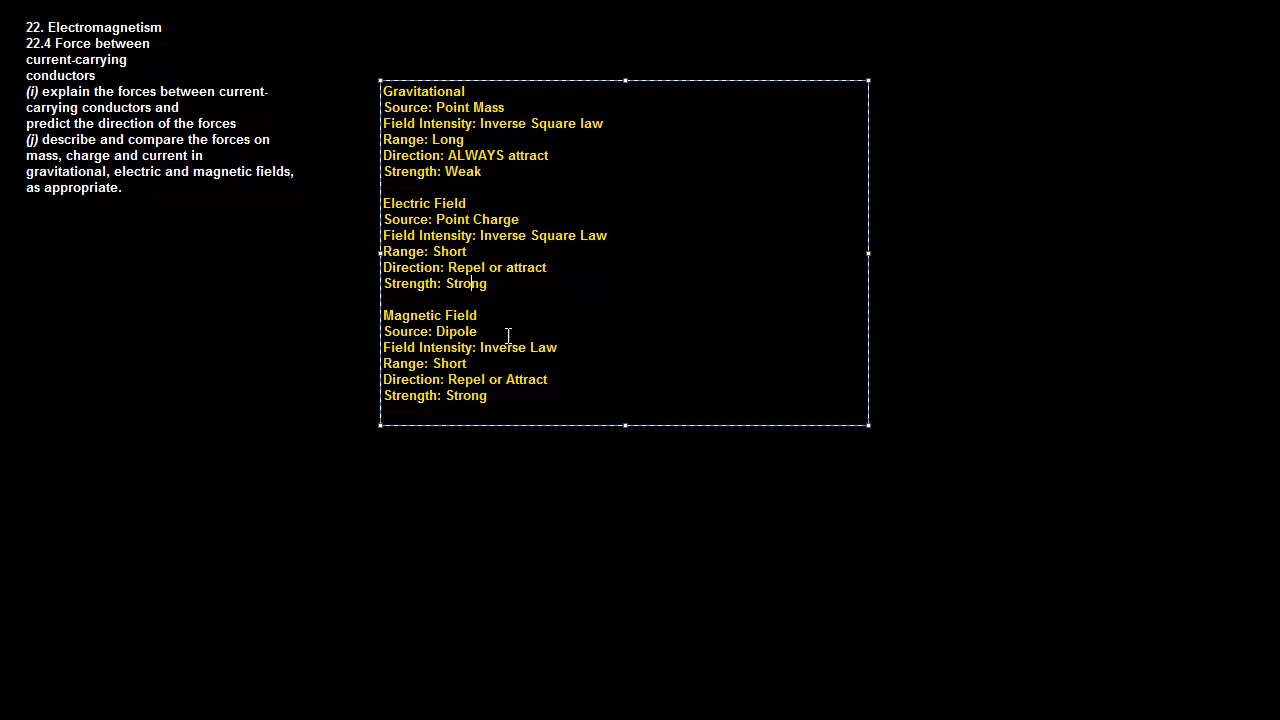 22. Electromagnetism
22.4 Force between
current-carrying
conductors
(i) explain the forces between current-
carrying conductors and
predict the direction of the forces
(j) describe and compare the forces on
mass, charge and current in
gravitational, electric and magnetic fields,
as appropriate.
Gravitational
Source: Point Mass
Field Intensity: Inverse Square law
Range: Long
Direction: ALWAYS attract
Strength: Weak
Electric Field
Source: Point Charge
Field Intensity: Inverse Square Law
Range: Short
Direction: Repel or attract
Strength: Strong
Magnetic Field
Source: Dipole
Field Intensity: Inverse Law
Range: Short
Direction: Repel or Attract
Strength: Strong